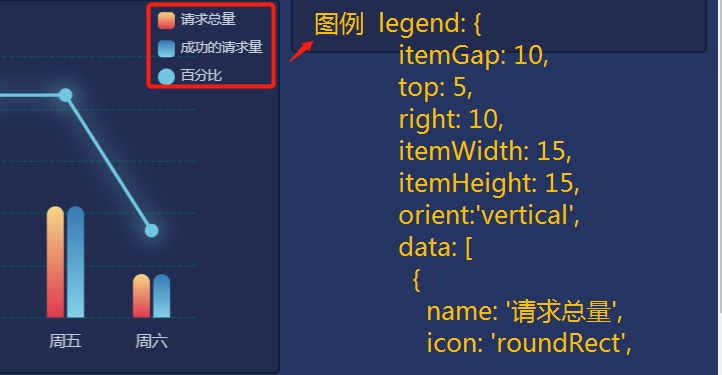 请求总量
成功的请求量
百分比
周五 周六
图例 legend: {
itemGap: 10,
top: 5,
right: 10,
itemWidth: 15,
itemHeight: 15,
orient:'vertical',
data: [
{
name: '请求总量',
icon: 'roundRect',